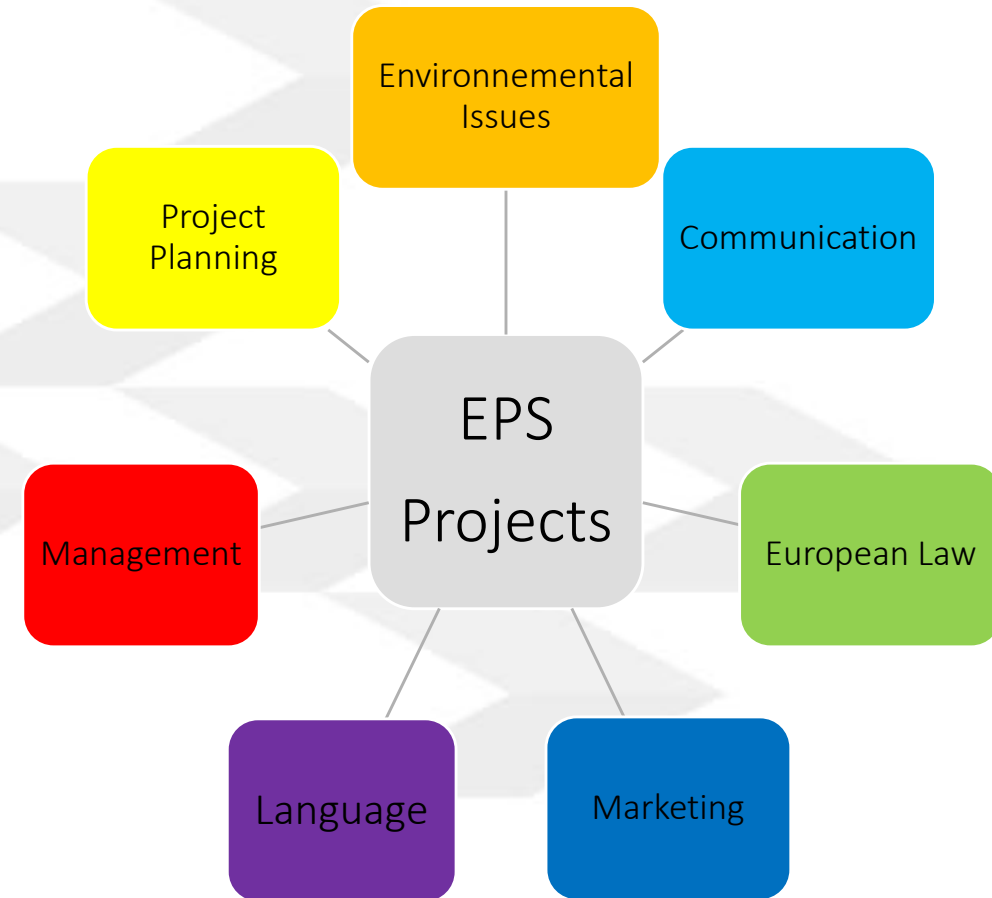 Environnemental
Issues
Project
Planning
Communication
EPS
Projects
Management
European Law
Language
Marketing